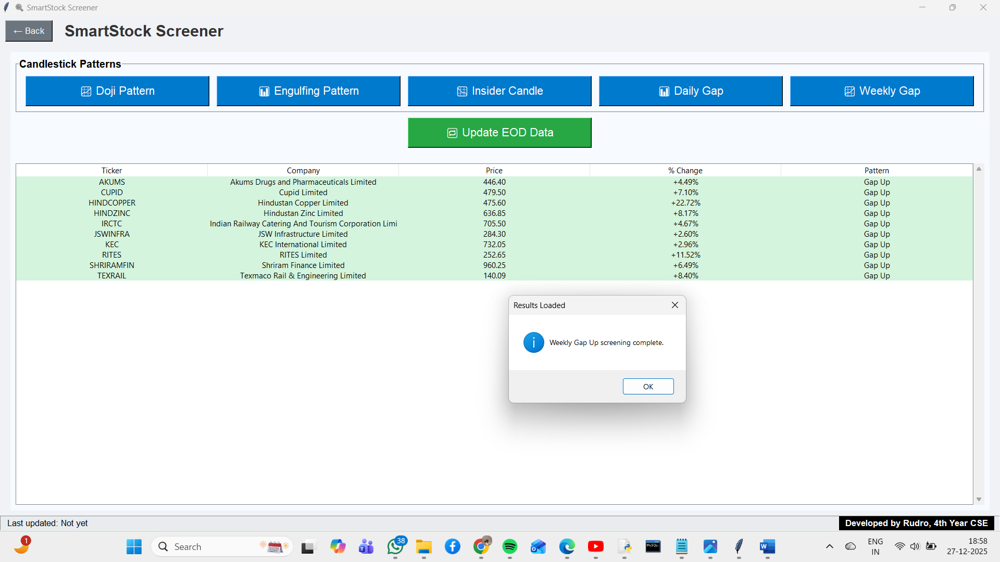 SmartStock Screener
← Back
SmartStock Screener
Candlestick Patterns
Doji Pattern
Engulfing Pattern
Insider Candle
Daily Gap
Weekly Gap
Update EOD Data
Ticker Company Price % Change Pattern
AKUMS Akums Drugs and Pharmaceuticals Limited 446.40 +4.49% Gap Up
CUPID Cupid Limited 479.50 +7.10% Gap Up
HINDCOPPER Hindustan Copper Limited 475.60 +22.72% Gap Up
HINDZINC Hindustan Zinc Limited 636.85 +8.17% Gap Up
IRCTC Indian Railway Catering And Tourism Corporation Limi 705.50 +4.67% Gap Up
JSWINFRA JSW Infrastructure Limited 284.30 +2.60% Gap Up
KEC KEC International Limited 732.05 +2.96% Gap Up
RITES RITES Limited 252.65 +11.52% Gap Up
SHRIRAMFIN Shriram Finance Limited 960.25 +6.49% Gap Up
TEXRAIL Texmaco Rail & Engineering Limited 140.09 +8.40% Gap Up
Results Loaded
Weekly Gap Up screening complete.
OK
Last updated: Not yet
Developed by Rudro, 4th Year CSE
1
Search
38
MySQL
ENG
IN
18:58
27-12-2025